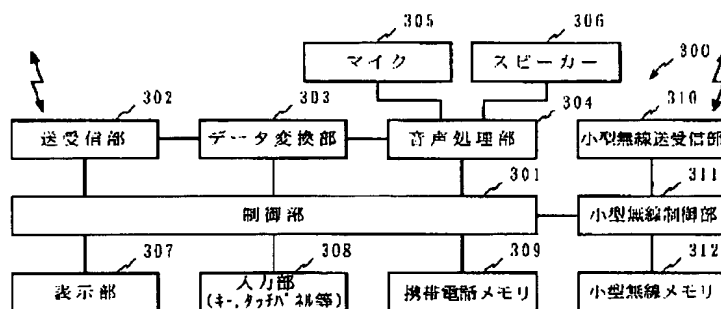 305
306
マイク
スピーカー
300
302
303
304
310
送受信部
データ変換部
音声処理部
小型無線送受信部
301
311
制御部
小型無線制御部
307
308
309
312
表示部
入力部
(キー,タッチパネル等)
携帯電話メモリ
小型無線メモリ